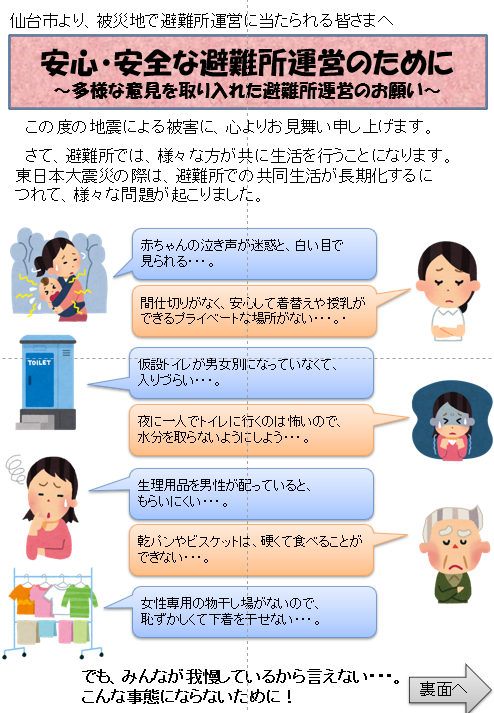 仙台市より、被災地で避難所運営に当たられる皆さまへ
安心・安全な避難所運営のために
～多様な意見を取り入れた避難所運営のお願い～
この度の地震による被害に、心よりお見舞い申し上げます。
さて、避難所では、様々な方が共に生活を行うことになります。
東日本大震災の際は、避難所での共同生活が長期化するに
つれて、様々な問題が起こりました。
赤ちゃんの泣き声が迷惑と、白い目で
見られる・・・。
間仕切りがなく、安心して着替えや授乳が
できるプライベートな場所がない・・・。・
TOILET
仮設トイレが男女別になっていなくて、
入りづらい・・・。
夜に一人でトイレに行くのは怖いので、
水分を取らないようにしよう・・・。
生理用品を男性が配っていると、
もらいにくい・・・。
乾パンやビスケットは、硬くて食べることが
できない・・・。
女性専用の物干し場がないので、
恥ずかしくて下着を干せない・・・。
でも、みんなが我慢しているから言えない・・・。
こんな事態にならないために！
裏面へ